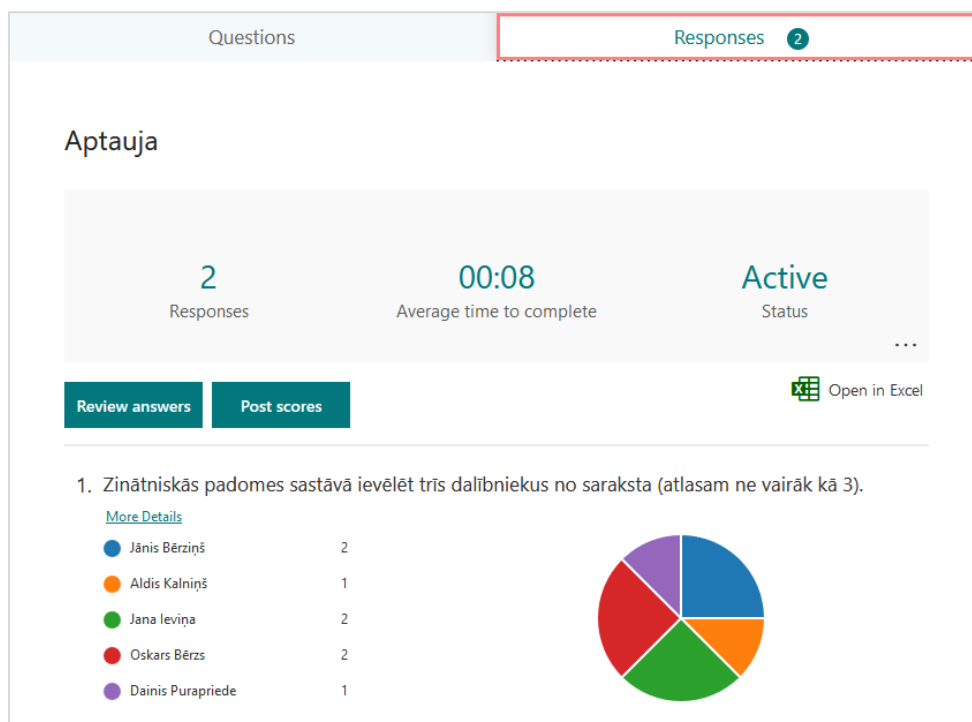 Questions
Responses 2
Aptauja
2 00:08 Active
Responses Average time to complete Status
...
Review answers Post scores Open in Excel
1. Zinātniskās padomes sastāvā ievēlēt trīs dalībniekus no saraksta (atlasam ne vairāk kā 3).
More Details
Jānis Bērziņš 2
Aldis Kalniņš 1
Jana Ieviņa 2
Oskars Bērzs 2
Dainis Purapriede 1